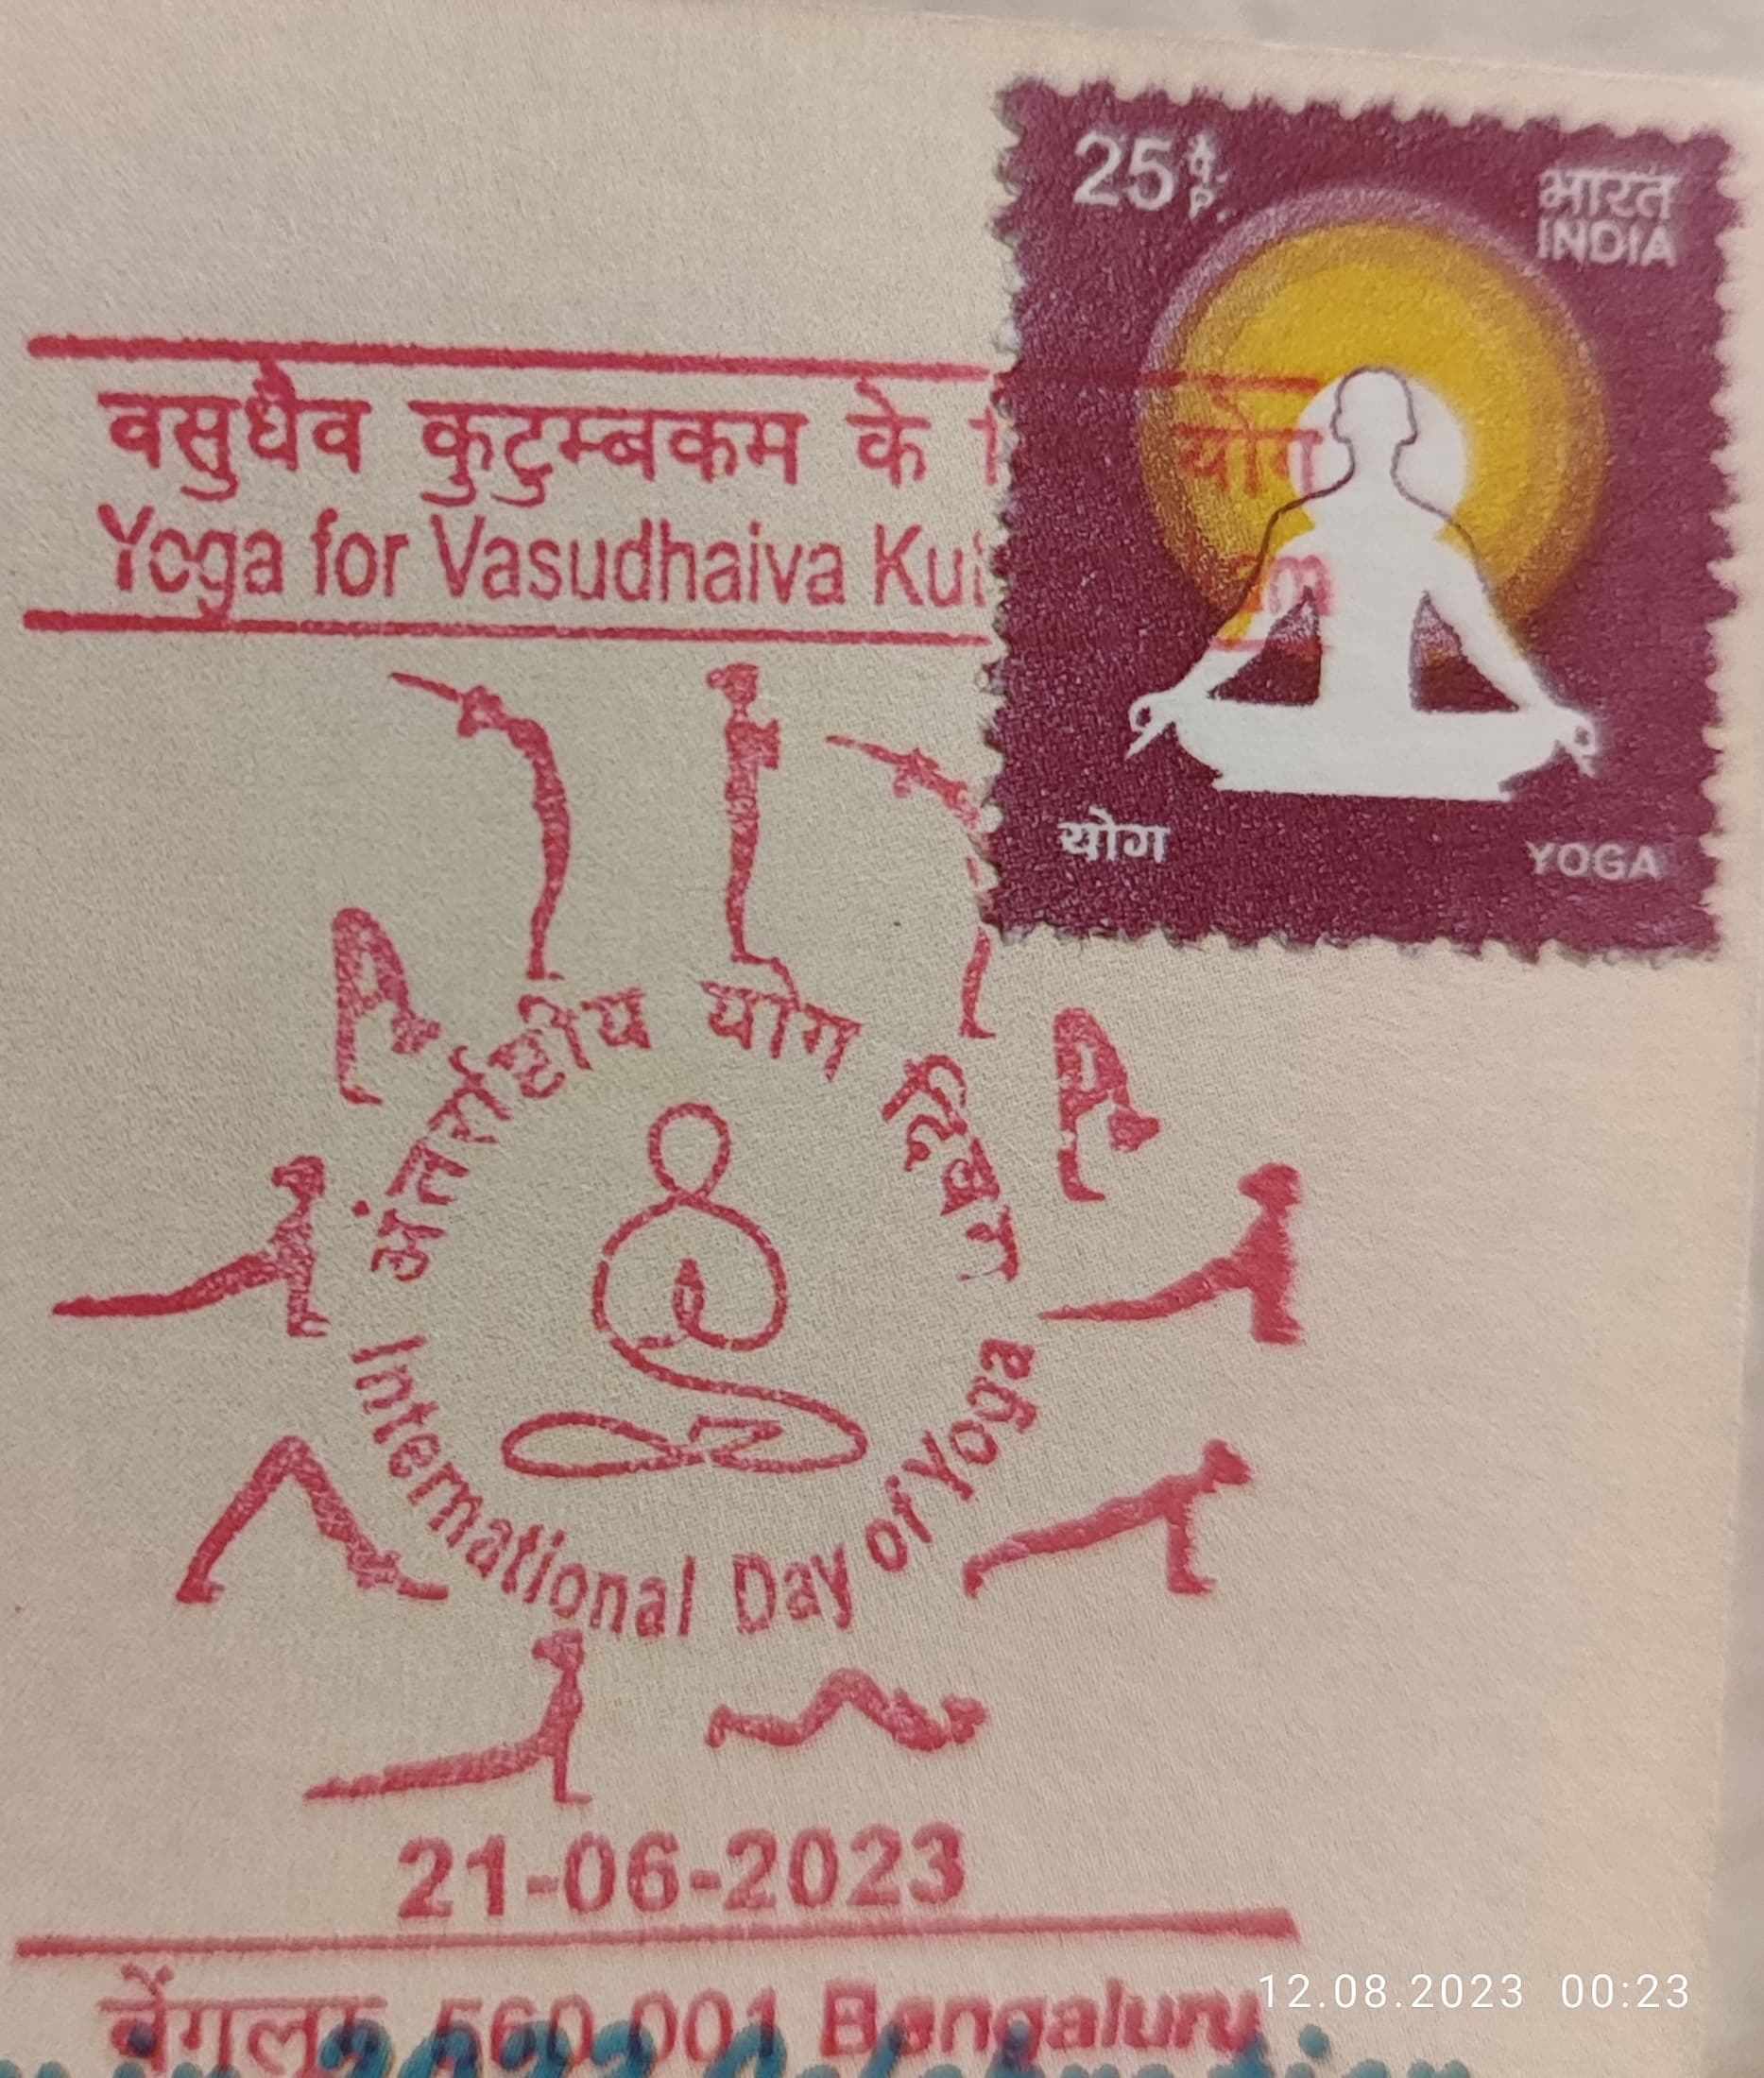 25 पै.
P.
भारत
INDIA
योग
YOGA
वसुधैव कुटुम्बकम के योग
Yoga for Vasudhaiva
अंतर्राष्ट्रीय योग दिवस
International Day of Yoga
21-06-2023
बेंगलूरु 560 001 Bengaluru
12.08.2023 00:23